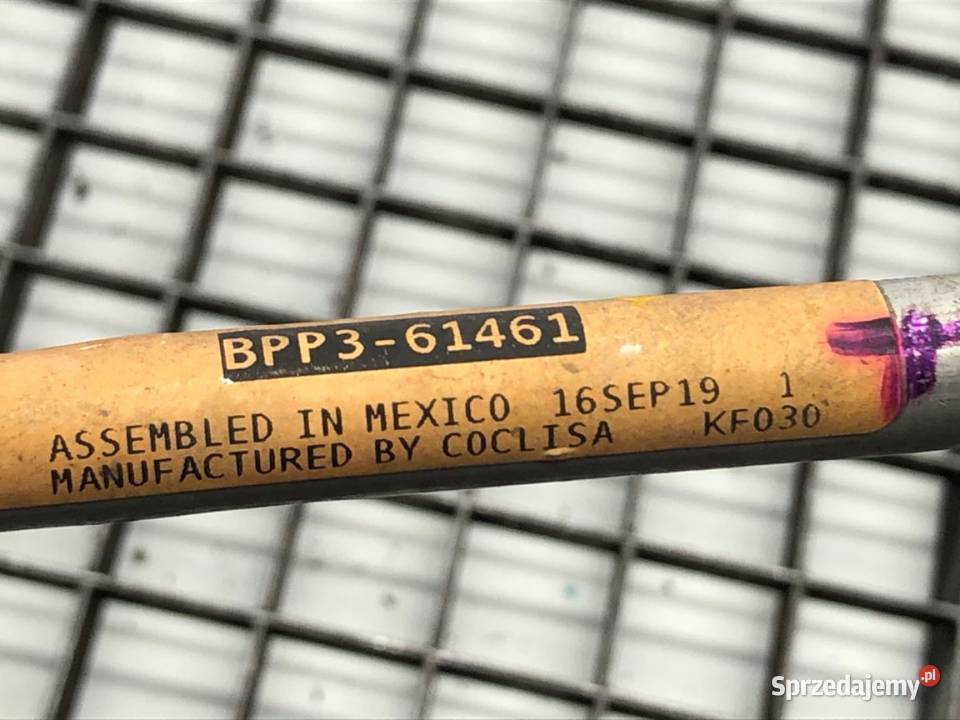 BPP3-61461
ASSEMBLED IN MEXICO 16SEP19 1
MANUFACTURED BY COCLISA KF030
Sprzedajemy.pl